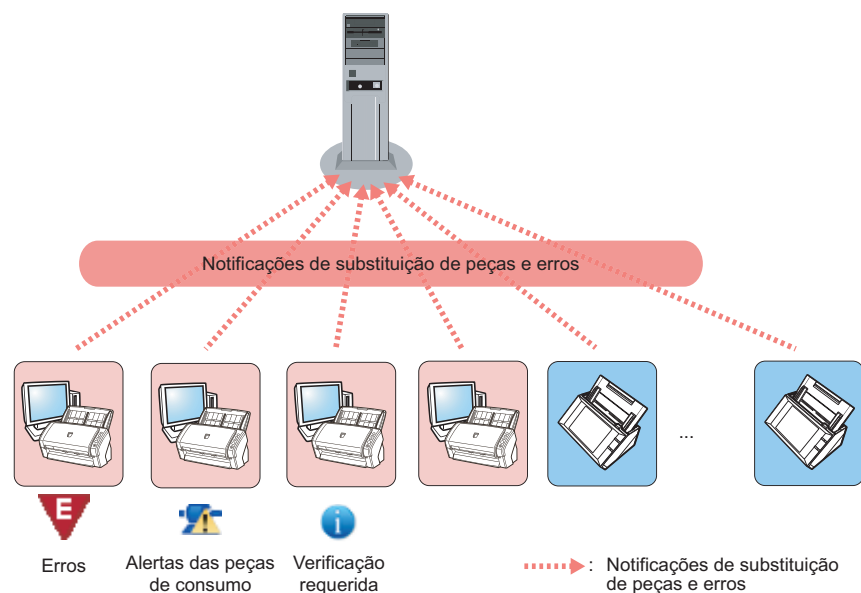 Notificações de substituição de peças e erros
...
E
i
Erros
Alertas das peças
de consumo
Verificação
requerida
: Notificações de substituição
de peças e erros